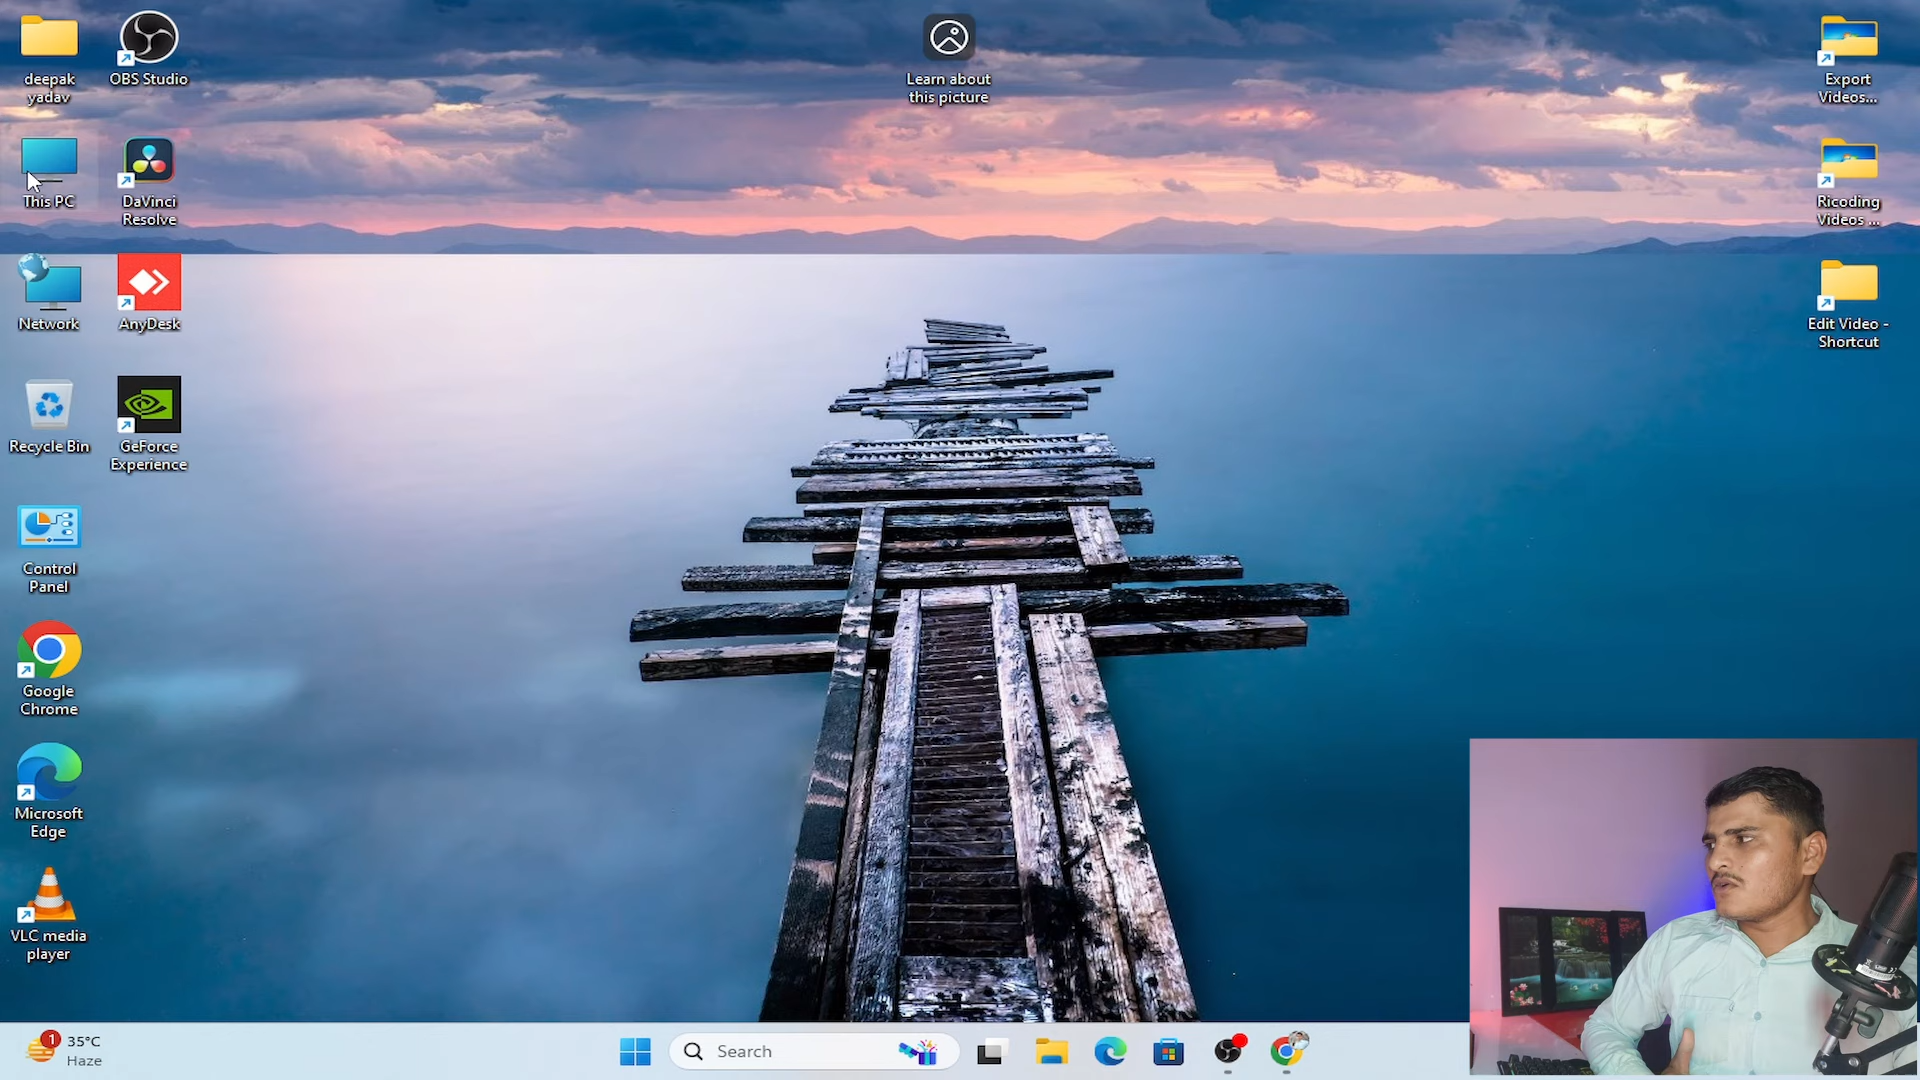 deepak
yadav
OBS Studio
Learn about
this picture
Export
Videos...
This PC
DaVinci
Resolve
Ricoding
Videos ...
Network
AnyDesk
Edit Video -
Shortcut
Recycle Bin
GeForce
Experience
Control
Panel
Google
Chrome
Microsoft
Edge
VLC media
player
1
35°C
Haze
Search